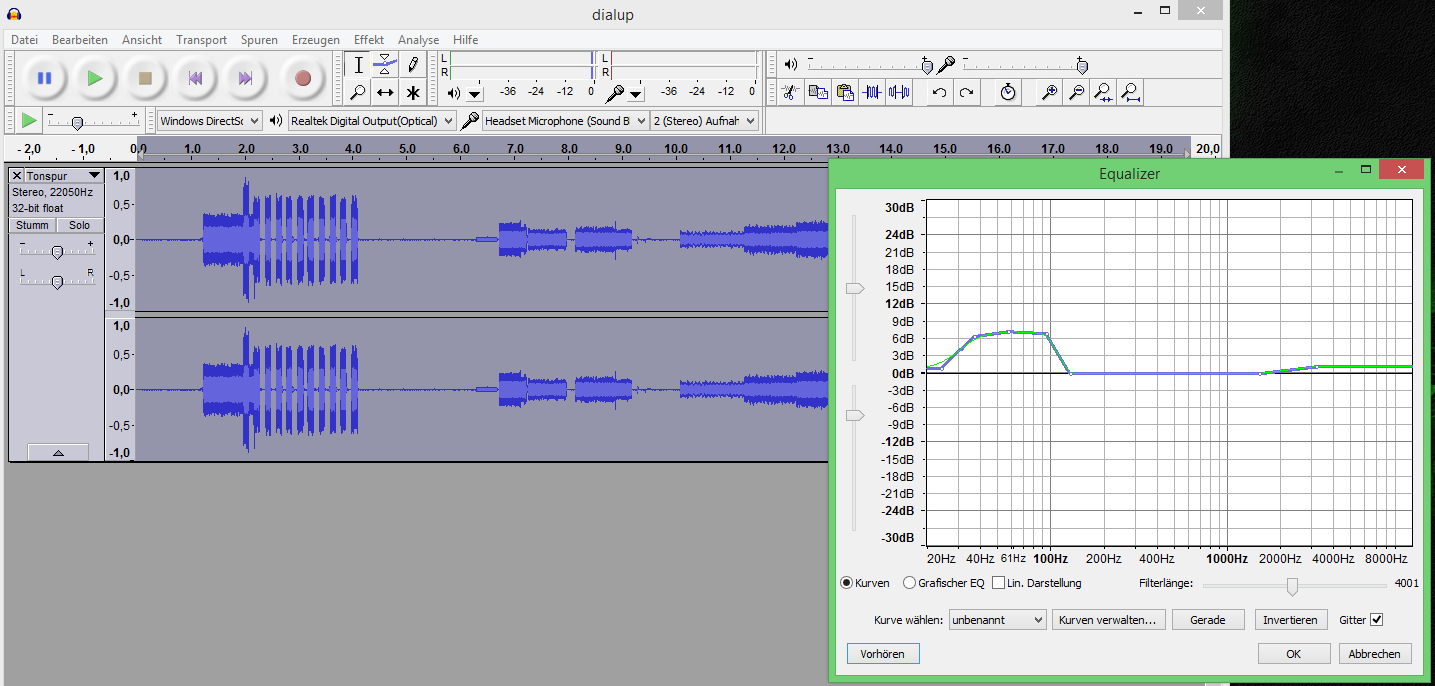 dialup
Datei Bearbeiten Ansicht Transport Spuren Erzeugen Effekt Analyse Hilfe
L
R
-36 -24 -12 0
L
R
-36 -24 -12 0
- +
- +
- +
Windows DirectSo
Realtek Digital Output(Optical)
Headset Microphone (Sound B
2 (Stereo) Aufnah
- 2,0 - 1,0 0,0 1.0 2.0 3.0 4.0 5.0 6.0 7.0 8.0 9.0 10.0 11.0 12.0 13.0 14.0 15.0 16.0 17.0 18.0 19.0 20,0
Tonspur
Stereo, 22050Hz
32-bit float
Stumm Solo
- +
L R
1,0
0,5-
0,0-
-0,5-
-1,0
1,0
0,5-
0,0-
-0,5-
-1,0
Equalizer
30dB
24dB
21dB
18dB
15dB
12dB
9dB
6dB
3dB
0dB
-3dB
-6dB
-9dB
-12dB
-15dB
-18dB
-21dB
-24dB
-30dB
20Hz 40Hz 61Hz 100Hz 200Hz 400Hz 1000Hz 2000Hz 4000Hz 8000Hz
Kurven Grafischer EQ Lin. Darstellung Filterlänge: 4001
Kurve wählen: unbenannt Kurven verwalten... Gerade Invertieren Gitter
Vorhören OK Abbrechen